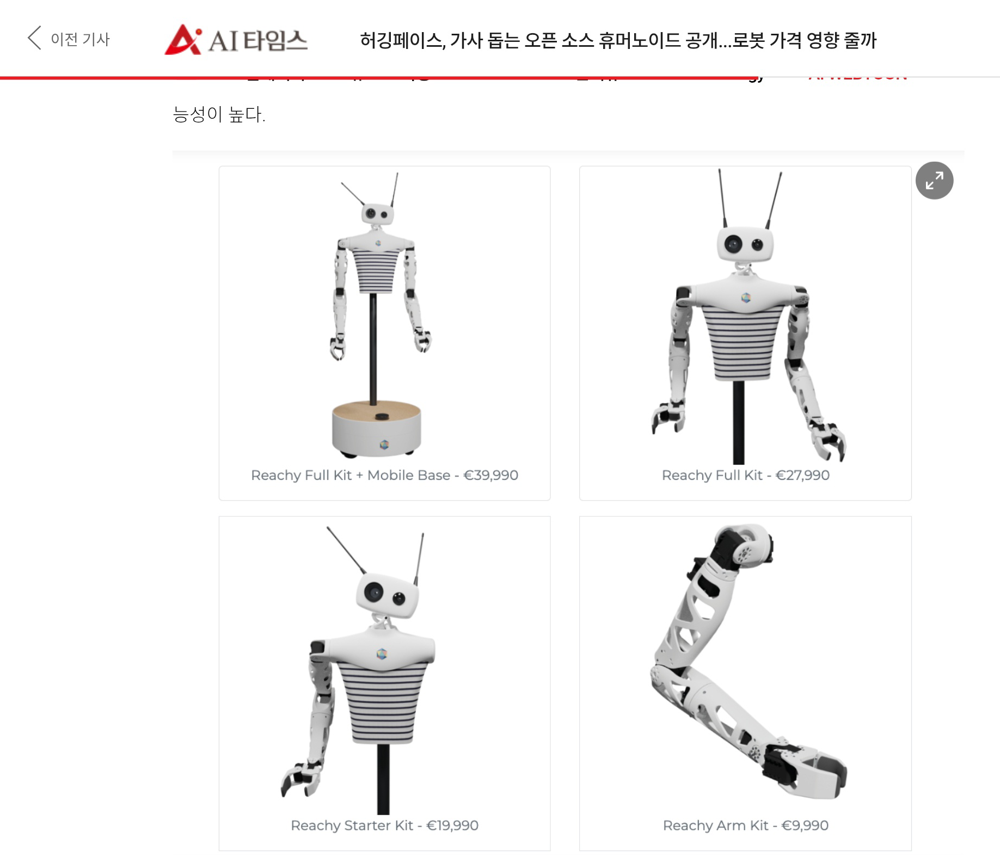 이전 기사
AI타임스
허깅페이스, 가사 돕는 오픈 소스 휴머노이드 공개...로봇 가격 영향 줄까
능성이 높다.
Reachy Full Kit + Mobile Base - €39,990
Reachy Full Kit - €27,990
Reachy Starter Kit - €19,990
Reachy Arm Kit - €9,990